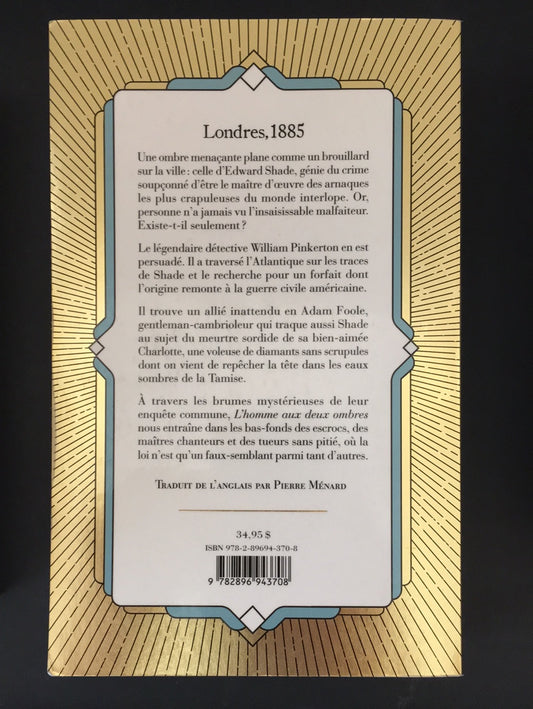 Londres, 1885
Une ombre menaçante plane comme un brouillard
sur la ville : celle d'Edward Shade, génie du crime
soupçonné d'être le maître d'œuvre des arnaques
les plus crapuleuses du monde interlope. Or,
personne n'a jamais vu l'insaisissable malfaiteur.
Existe-t-il seulement ?
Le légendaire détective William Pinkerton en est
persuadé. Il a traversé l'Atlantique sur les traces
de Shade et le recherche pour un forfait dont
l'origine remonte à la guerre civile américaine.
Il trouve un allié inattendu en Adam Foole,
gentleman-cambrioleur qui traque aussi Shade
au sujet du meurtre sordide de sa bien-aimée
Charlotte, une voleuse de diamants sans scrupules
dont on vient de repêcher la tête dans les eaux
sombres de la Tamise.
À travers les brumes mystérieuses de leur
enquête commune, L'homme aux deux ombres
nous entraîne dans les bas-fonds des escrocs, des
maîtres chanteurs et des tueurs sans pitié, où la
loi n'est qu'un faux-semblant parmi tant d'autres.
Traduit de l'anglais par Pierre Ménard
34,95 $
ISBN 978-2-89694-370-8
9 782896 943708